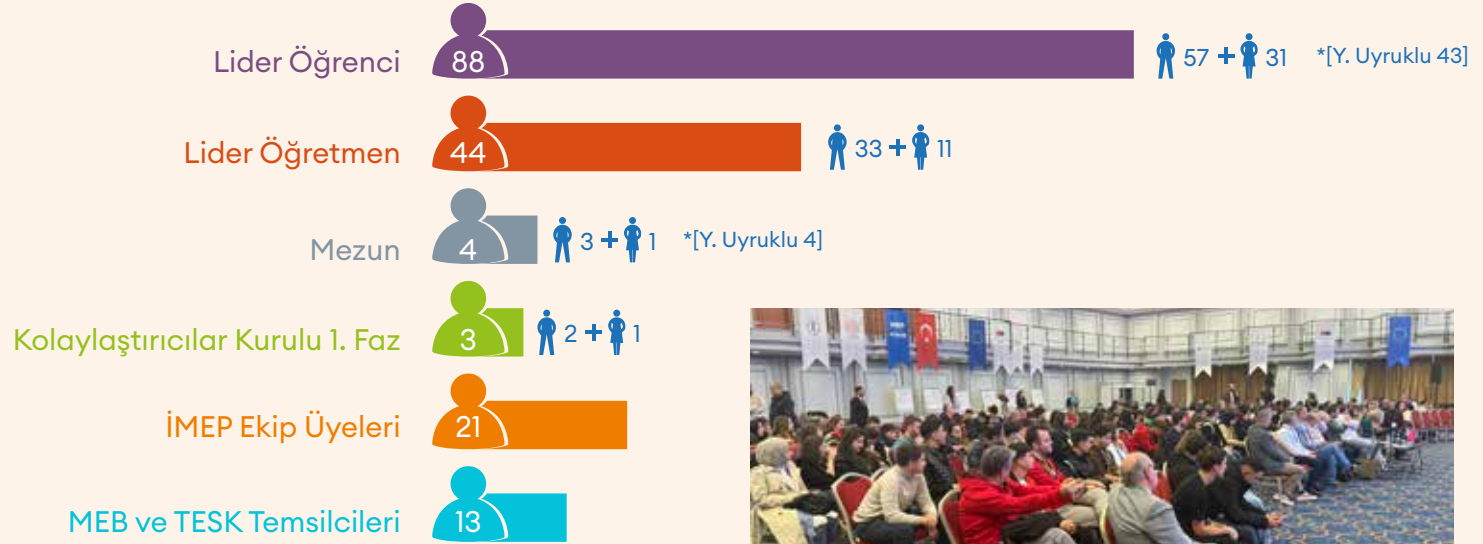 Lider Öğrenci 88 57 + 31 *[Y. Uyruklu 43]
Lider Öğretmen 44 33 + 11
Mezun 4 3 + 1 *[Y. Uyruklu 4]
Kolaylaştırıcılar Kurulu 1. Faz 3 2 + 1
İMEP Ekip Üyeleri 21
MEB ve TESK Temsilcileri 13